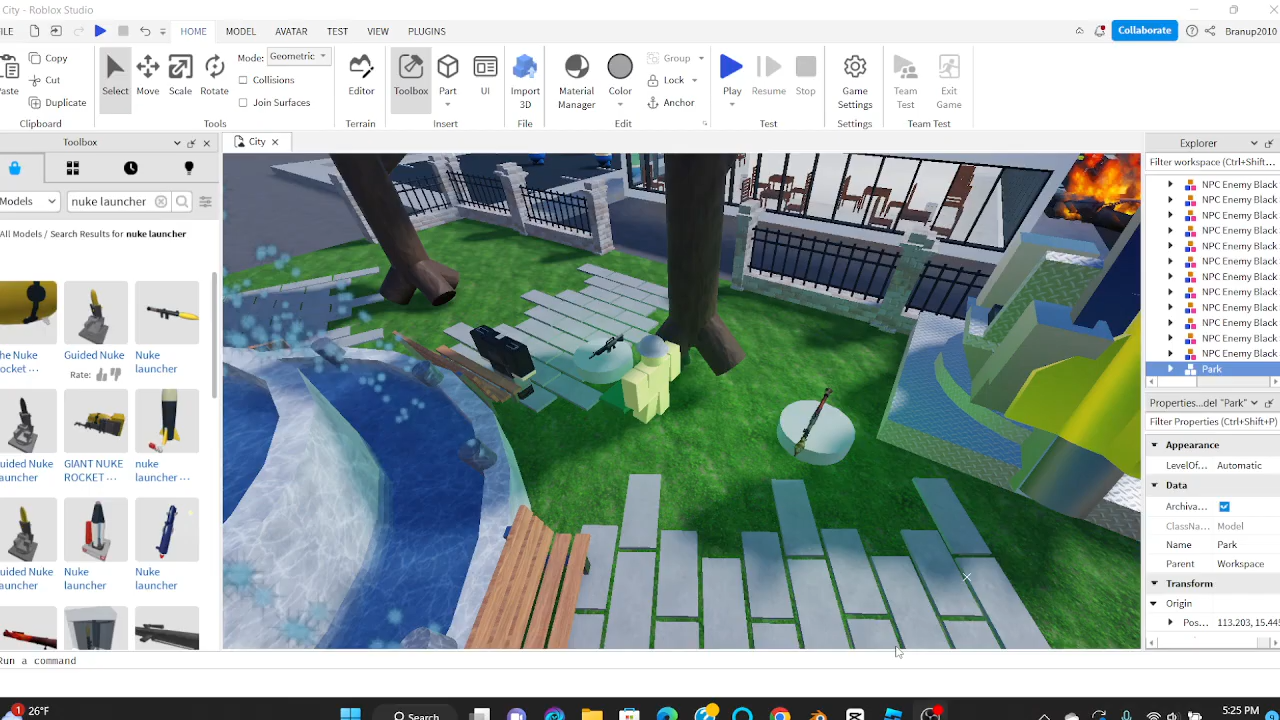 City - Roblox Studio
ILE
HOME MODEL AVATAR TEST VIEW PLUGINS
Collaborate
Branup2010
Paste
Copy
Cut
Duplicate
Clipboard
Select
Move
Scale
Rotate
Mode: Geometric
Collisions
Join Surfaces
Tools
Editor
Terrain
Toolbox
Part
UI
Insert
Import
3D
File
Material
Manager
Color
Group
Lock
Anchor
Edit
Play
Resume
Stop
Test
Game
Settings
Settings
Team
Test
Exit
Game
Team Test
Toolbox
Models
nuke launcher
All Models / Search Results for nuke launcher
he Nuke
ocket ...
Guided Nuke
Launcher
Rate:
Nuke
launcher
uided Nuke
auncher
GIANT NUKE
ROCKET ...
nuke
launcher ...
uided Nuke
auncher
Nuke
launcher
Nuke
launcher
City
Explorer
Filter workspace (Ctrl+Shift...
NPC Enemy Black
NPC Enemy Black
NPC Enemy Black
NPC Enemy Black
NPC Enemy Black
NPC Enemy Black
NPC Enemy Black
NPC Enemy Black
NPC Enemy Black
NPC Enemy Black
NPC Enemy Black
NPC Enemy Black
Park
Properties...del "Park"
Filter Properties (Ctrl+Shift+P)
Appearance
LevelOf... Automatic
Data
Archiva...
ClassNa... Model
Name Park
Parent Workspace
Transform
Origin
Pos... 113.203, 15.445
Run a command
1
26°F
Search
5:25 PM